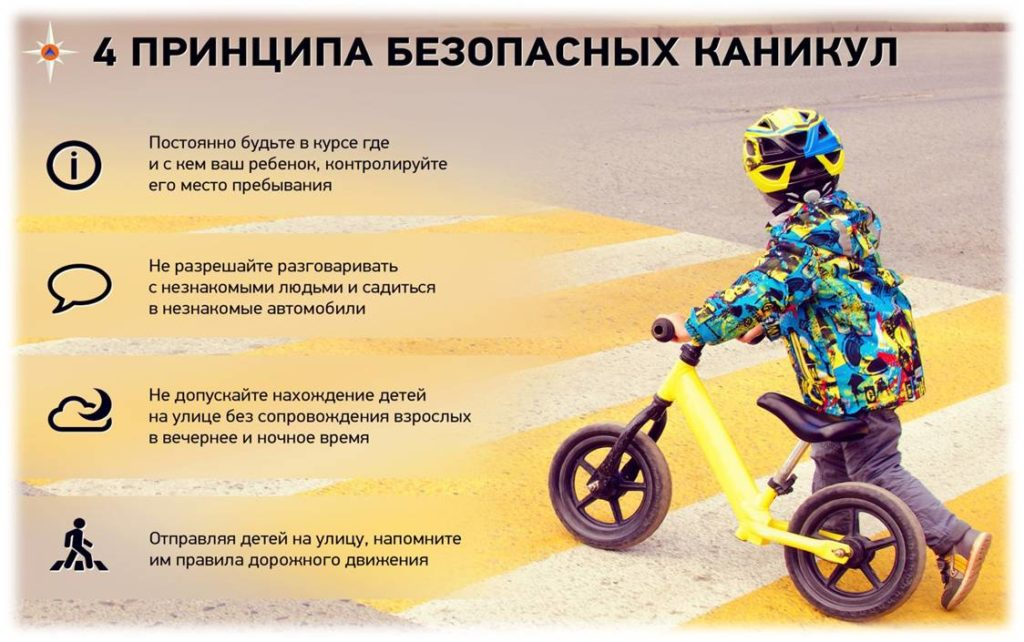 4 ПРИНЦИПА БЕЗОПАСНЫХ КАНИКУЛ
Постоянно будьте в курсе где
и с кем ваш ребенок, контролируйте
его место пребывания
Не разрешайте разговаривать
с незнакомыми людьми и садиться
в незнакомые автомобили
Не допускайте нахождение детей
на улице без сопровождения взрослых
в вечернее и ночное время
Отправляя детей на улицу, напомните
им правила дорожного движения